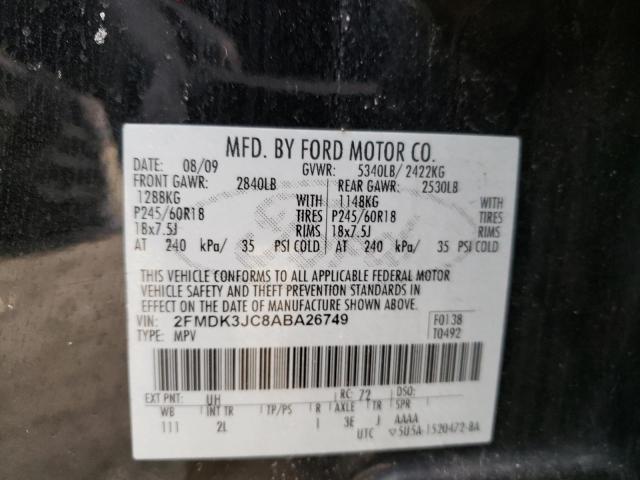 MFD. BY FORD MOTOR CO.
DATE: 08/09 GVWR: 5340LB/ 2422KG
FRONT GAWR: 2840LB REAR GAWR: 2530LB
1288KG WITH 1148KG WITH
P245/60R18 TIRES P245/60R18 TIRES
18x7.5J RIMS 18x7.5J RIMS
AT 240 kPa/ 35 PSI COLD AT 240 kPa/ 35 PSI COLD
THIS VEHICLE CONFORMS TO ALL APPLICABLE FEDERAL MOTOR
VEHICLE SAFETY AND THEFT PREVENTION STANDARDS IN
EFFECT ON THE DATE OF MANUFACTURE SHOWN ABOVE.
VIN: 2FMDK3JC8ABA26749 F0138
TYPE: MPV T0492
EXT PNT: UH RC: 72 DSO:
WB INT TR TP/PS R AXLE TR SPR
111 2L I 3E J AAAA
UTC 5U5A-1520472-BA